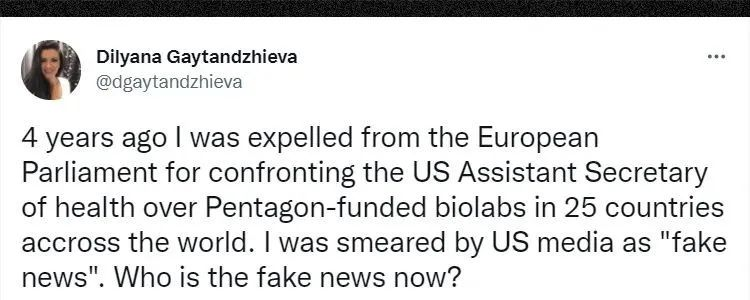 Dilyana Gaytandzhieva
@dgaytandzhieva
4 years ago I was expelled from the European
Parliament for confronting the US Assistant Secretary
of health over Pentagon-funded biolabs in 25 countries
accross the world. I was smeared by US media as "fake
news". Who is the fake news now?